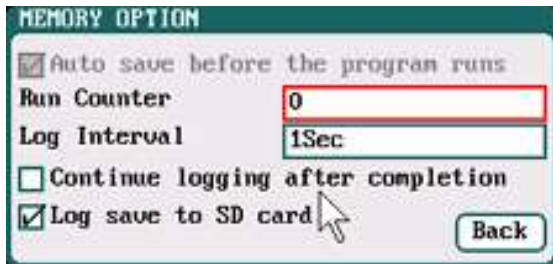 MEMORY OPTION
Auto save before the program runs
Run Counter 0
Log Interval 1Sec
Continue logging after completion
Log save to SD card
Back